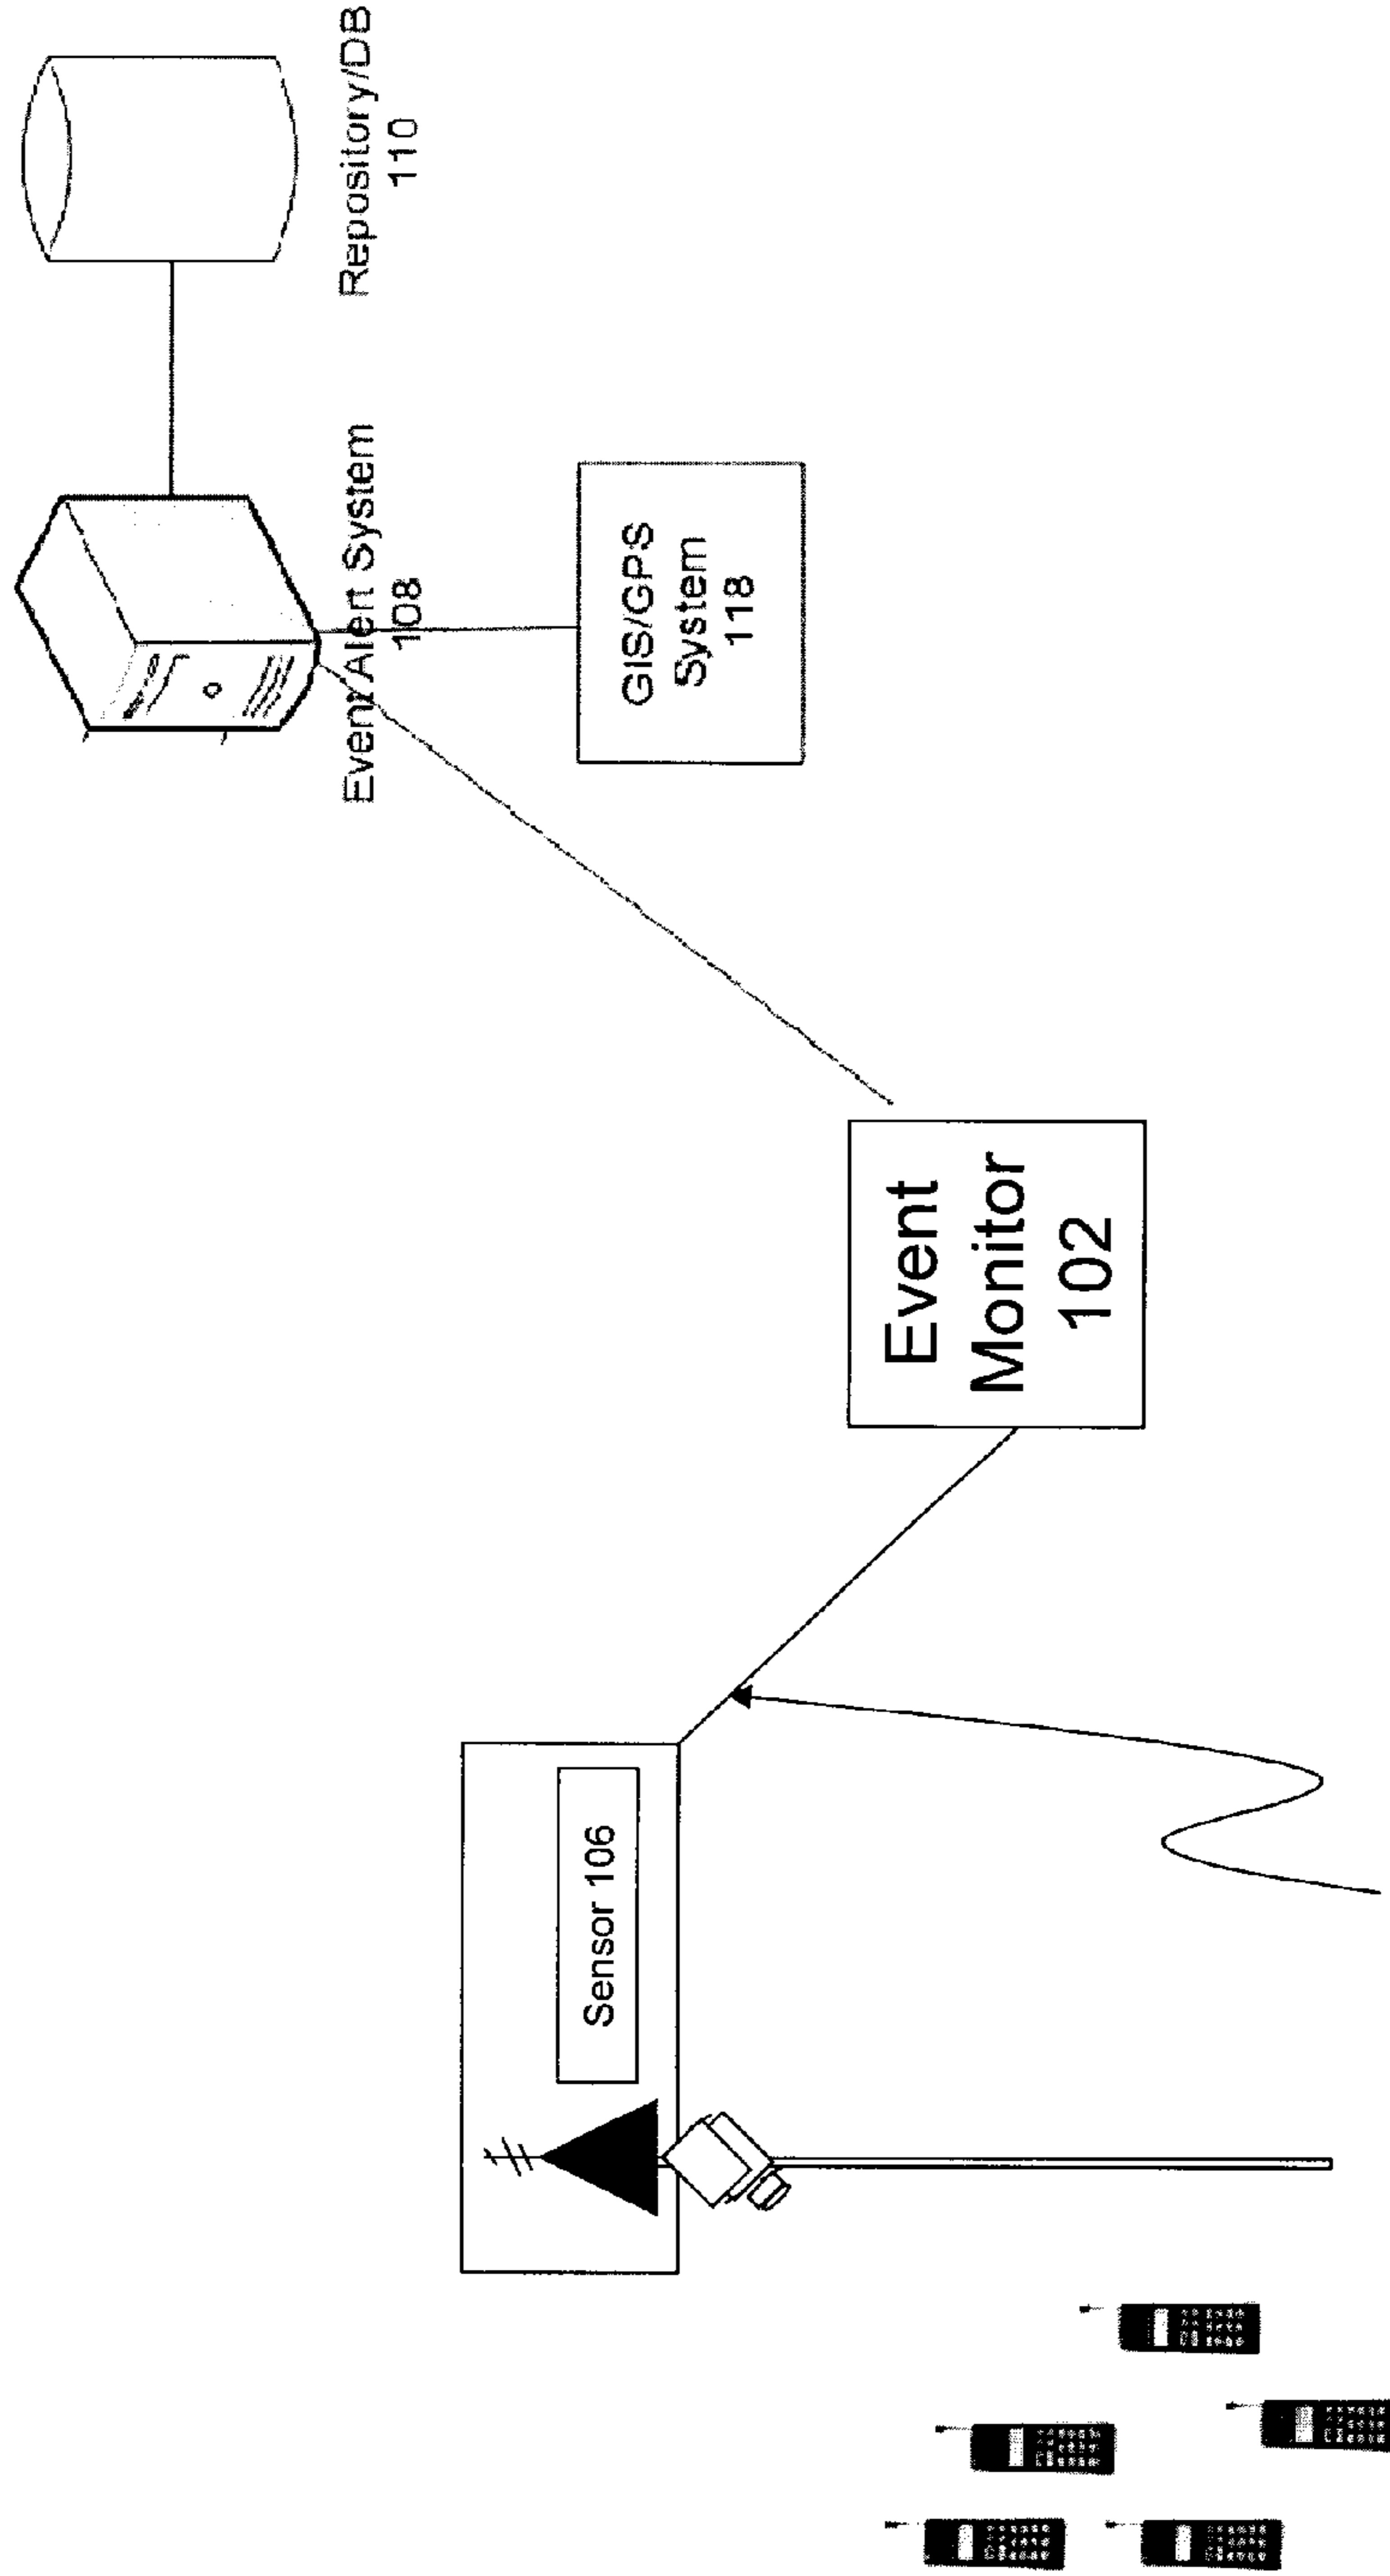 Repository/DB
110
Event Alert System
108
GIS/GPS
System
118
Event
Monitor
102
Sensor 106